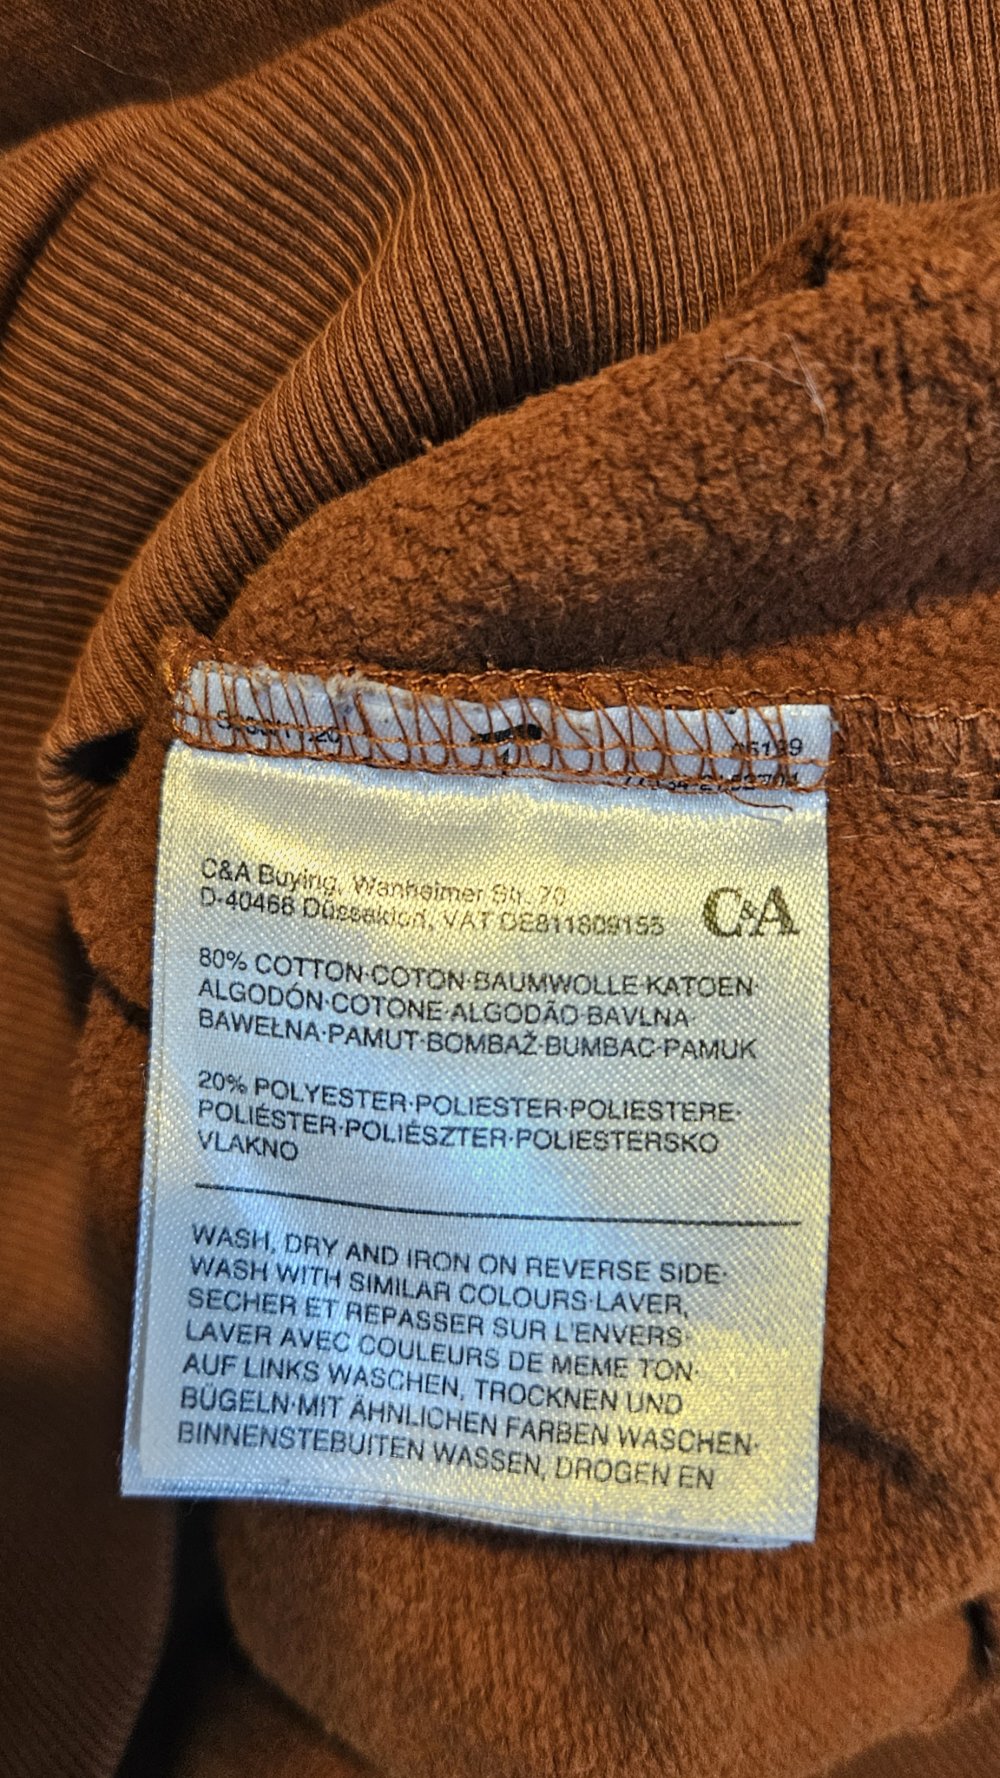 06139
C&A Buying, Wanheimer Str. 70
D-40468 Düsseldorf, VAT DE811809155
C&A
80% COTTON·COTON·BAUMWOLLE·KATOEN·
ALGODÓN·COTONE·ALGODÃO·BAVLNA·
BAWEŁNA·PAMUT·BOMBAŽ·BUMBAC·PAMUK
20% POLYESTER·POLIESTER·POLIESTERE·
POLIÉSTER·POLIÉSZTER·POLIESTERSKO
VLAKNO
WASH, DRY AND IRON ON REVERSE SIDE·
WASH WITH SIMILAR COLOURS·LAVER,
SECHER ET REPASSER SUR L'ENVERS·
LAVER AVEC COULEURS DE MEME TON·
AUF LINKS WASCHEN, TROCKNEN UND
BÜGELN·MIT ÄHNLICHEN FARBEN WASCHEN·
BINNENSTEBUITEN WASSEN, DROGEN EN